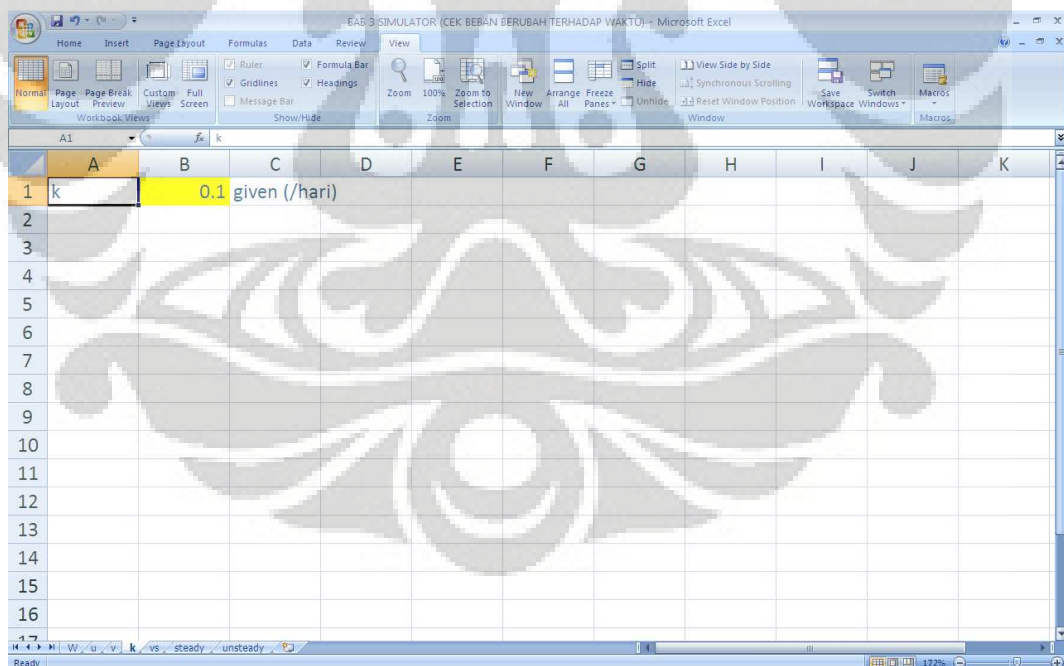 BAB 3 SIMULATOR (CEK BEBAN BERUBAH TERHADAP WAKTU) - Microsoft Excel
Home Insert Page Layout Formulas Data Review View
Normal Page Layout Page Break Preview Custom Views Full Screen
Workbook Views
Ruler Formula Bar
Gridlines Headings
Message Bar
Show/Hide
Zoom 100% Zoom to Selection
Zoom
New Window Arrange All Freeze Panes
Split View Side by Side
Hide Synchronous Scrolling
Unhide Reset Window Position
Save Workspace Switch Windows
Window
Macros
Macros
A1 fx k
A B C D E F G H I J K
1 k 0.1 given (/hari)
2
3
4
5
6
7
8
9
10
11
12
13
14
15
16
17
W u v k vs steady unsteady
Ready 172%